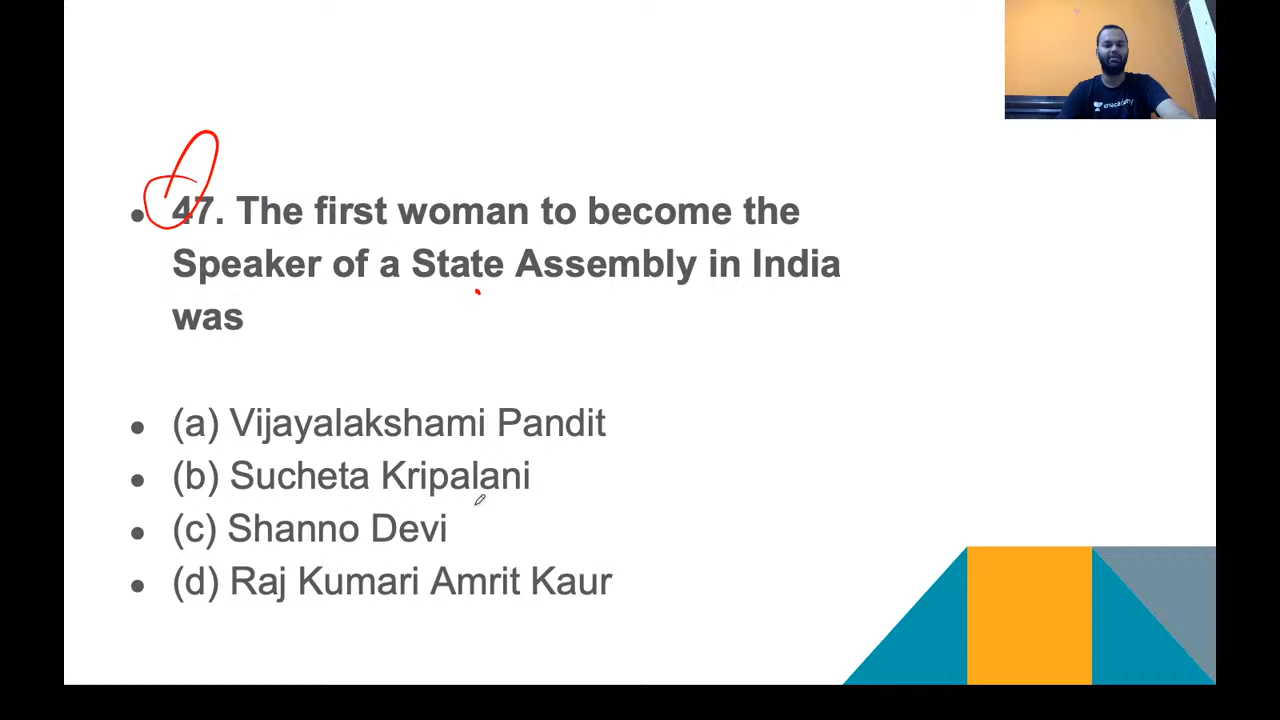 unacademy
47. The first woman to become the
Speaker of a State Assembly in India
was
(a) Vijayalakshami Pandit
(b) Sucheta Kripalani
(c) Shanno Devi
(d) Raj Kumari Amrit Kaur